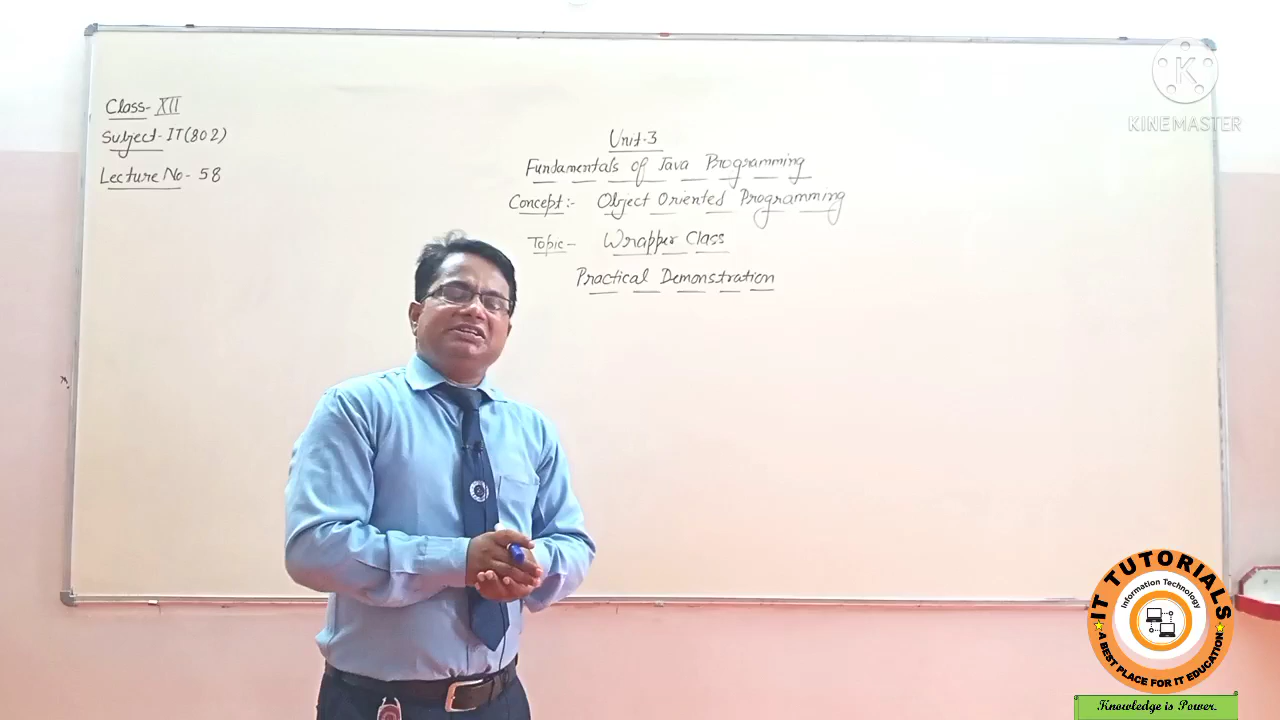 Class- XII
Subject- IT(802)
Lecture No- 58
Unit-3
Fundamentals of Java Programming
Concept:- Object Oriented Programming
Topic- Wrapper Class
Practical Demonstration
K
KINEMASTER
IT TUTORIALS
Information Technology
A BEST PLACE FOR IT EDUCATION
Knowledge is Power.